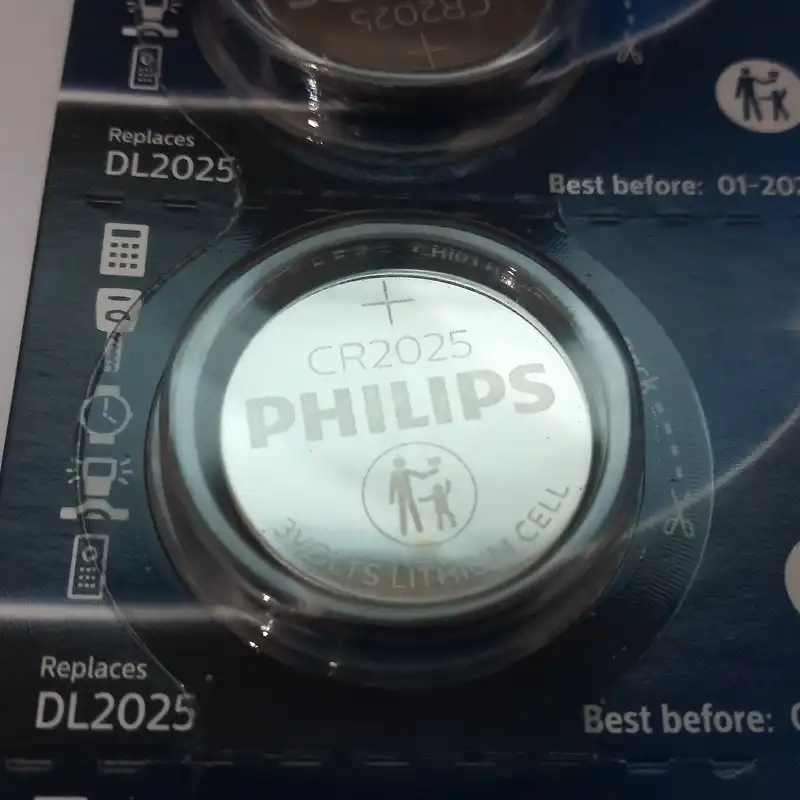 CR2025
+
Replaces
DL2025
Best before: 01-202
+
CR2025
PHILIPS
3VOLTS LITHIUM CELL
Replaces
DL2025
Best before: